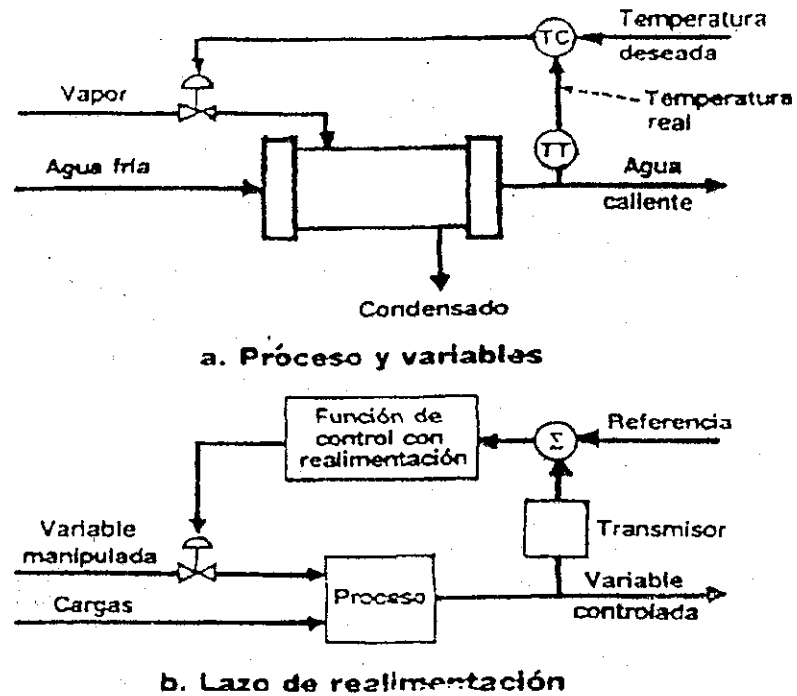 Temperatura
deseada
TC
Vapor
Temperatura
real
TT
Agua fría
Agua
caliente
Condensado
a. Próceso y variables
Función de
control con
realimentación
Σ
Referencia
Variable
manipulada
Transmisor
Proceso
Variable
controlada
Cargas
b. Lazo de realimentación